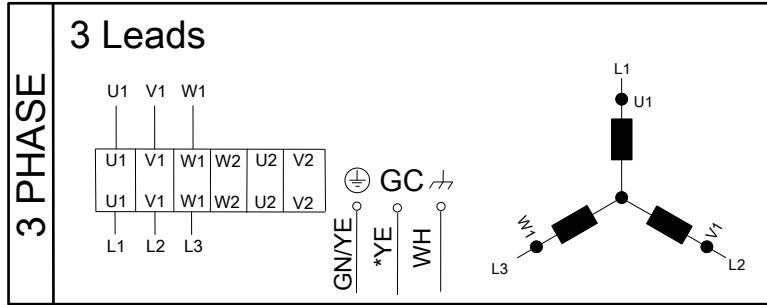 3 PHASE
3 Leads
U1 V1 W1
U1 V1 W1 W2 U2 V2
U1 V1 W1 W2 U2 V2
L1 L2 L3
GC
GN/YE
*YE
WH
L1
U1
W1
V1
L3
L2